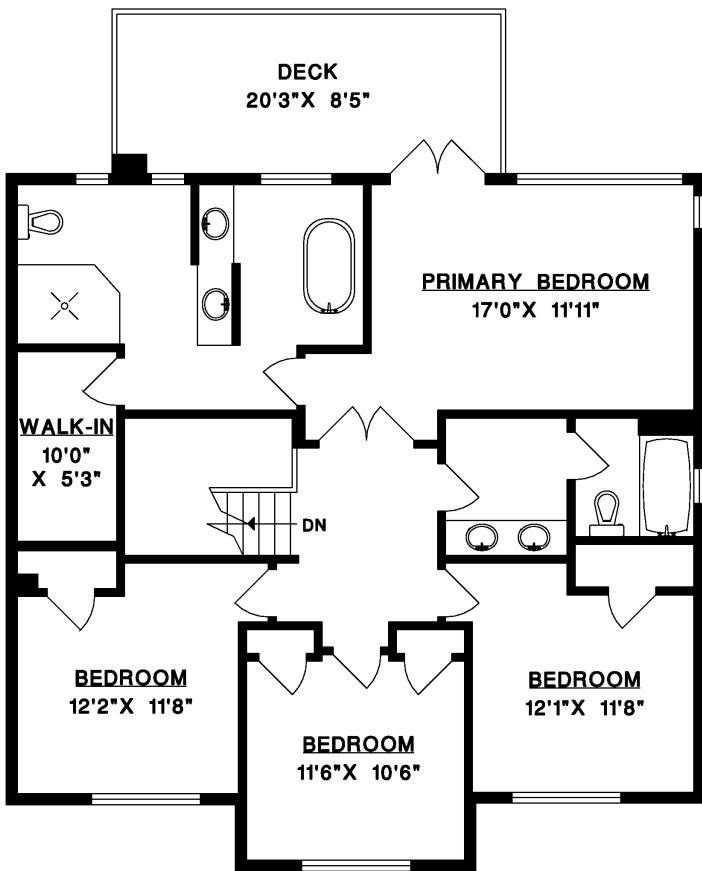 DECK
20'3"X 8'5"
PRIMARY BEDROOM
17'0"X 11'11"
WALK-IN
10'0"
X 5'3"
DN
BEDROOM
12'2"X 11'8"
BEDROOM
11'6"X 10'6"
BEDROOM
12'1"X 11'8"